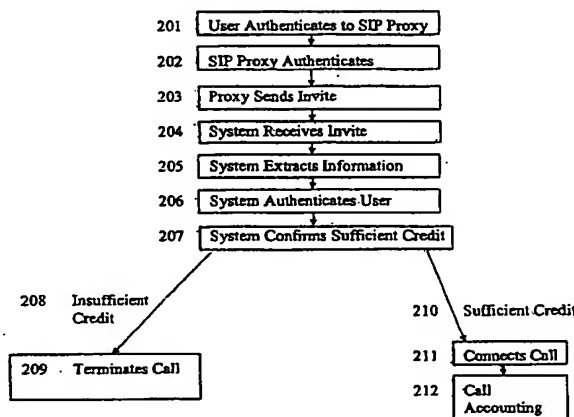 201 User Authenticates to SIP Proxy
202 SIP Proxy Authenticates
203 Proxy Sends Invite
204 System Receives Invite
205 System Extracts Information
206 System Authenticates User
207 System Confirms Sufficient Credit
208 Insufficient
Credit
210 Sufficient Credit
209 Terminates Call
211 Connects Call
212 Call
Accounting